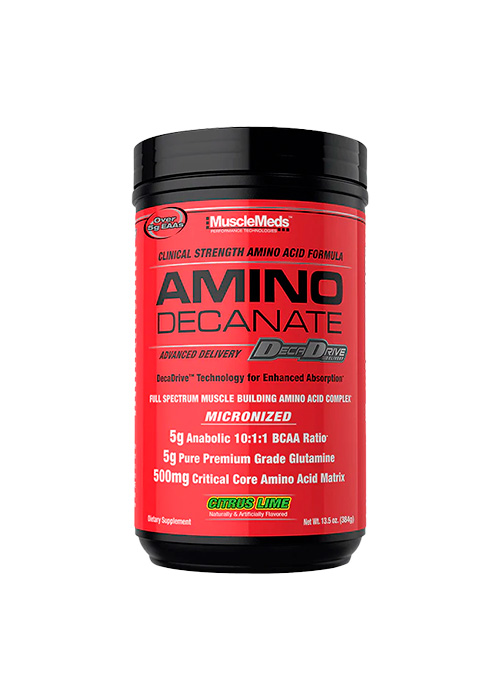 Over
5g EAAs
MuscleMeds™
PERFORMANCE TECHNOLOGIES
CLINICAL STRENGTH AMINO ACID FORMULA
AMINO
DECANATE
ADVANCED DELIVERY DECADRIVE
DecaDrive™ Technology for Enhanced Absorption*
FULL SPECTRUM MUSCLE BUILDING AMINO ACID COMPLEX*
MICRONIZED
5g Anabolic 10:1:1 BCAA Ratio*
5g Pure Premium Grade Glutamine
500mg Critical Core Amino Acid Matrix
CITRUS LIME
Naturally & Artificially Flavored
Dietary Supplement
Net Wt. 13.5 oz. (384g)